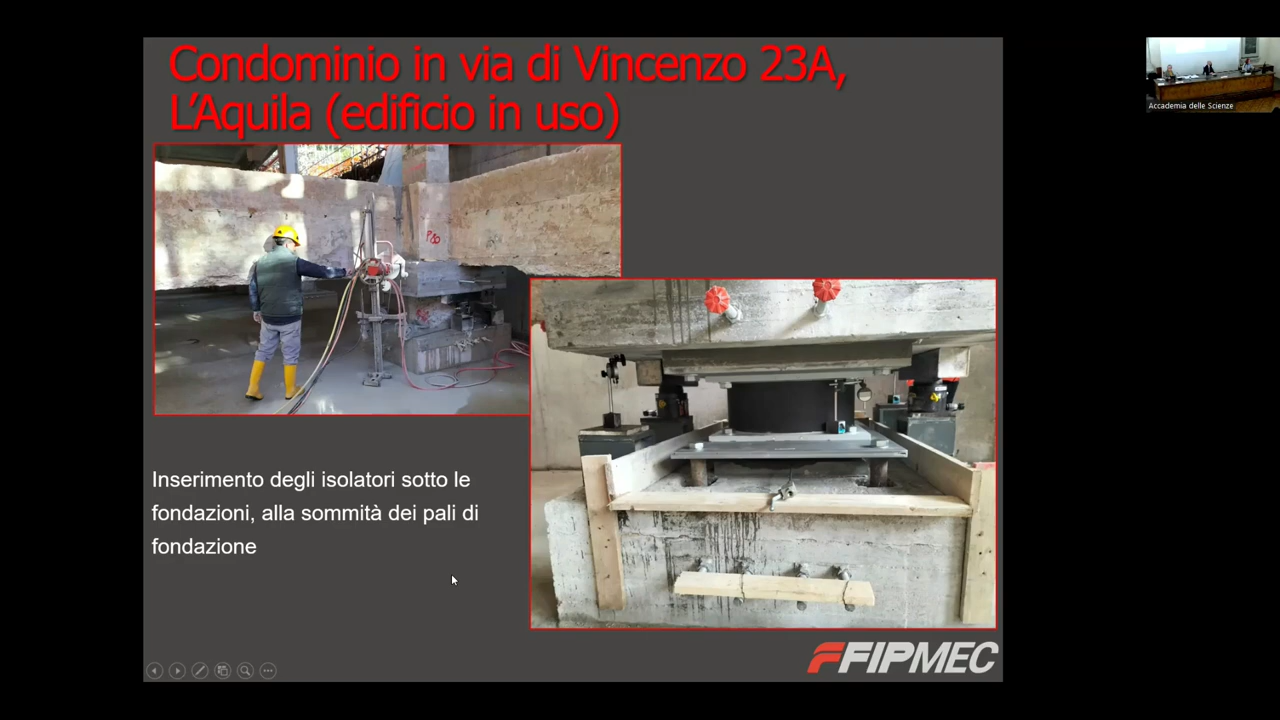 Condominio in via di Vincenzo 23A,
L'Aquila (edificio in uso)
Accademia delle Scienze
P80
Inserimento degli isolatori sotto le
fondazioni, alla sommità dei pali di
fondazione
FIPMEC